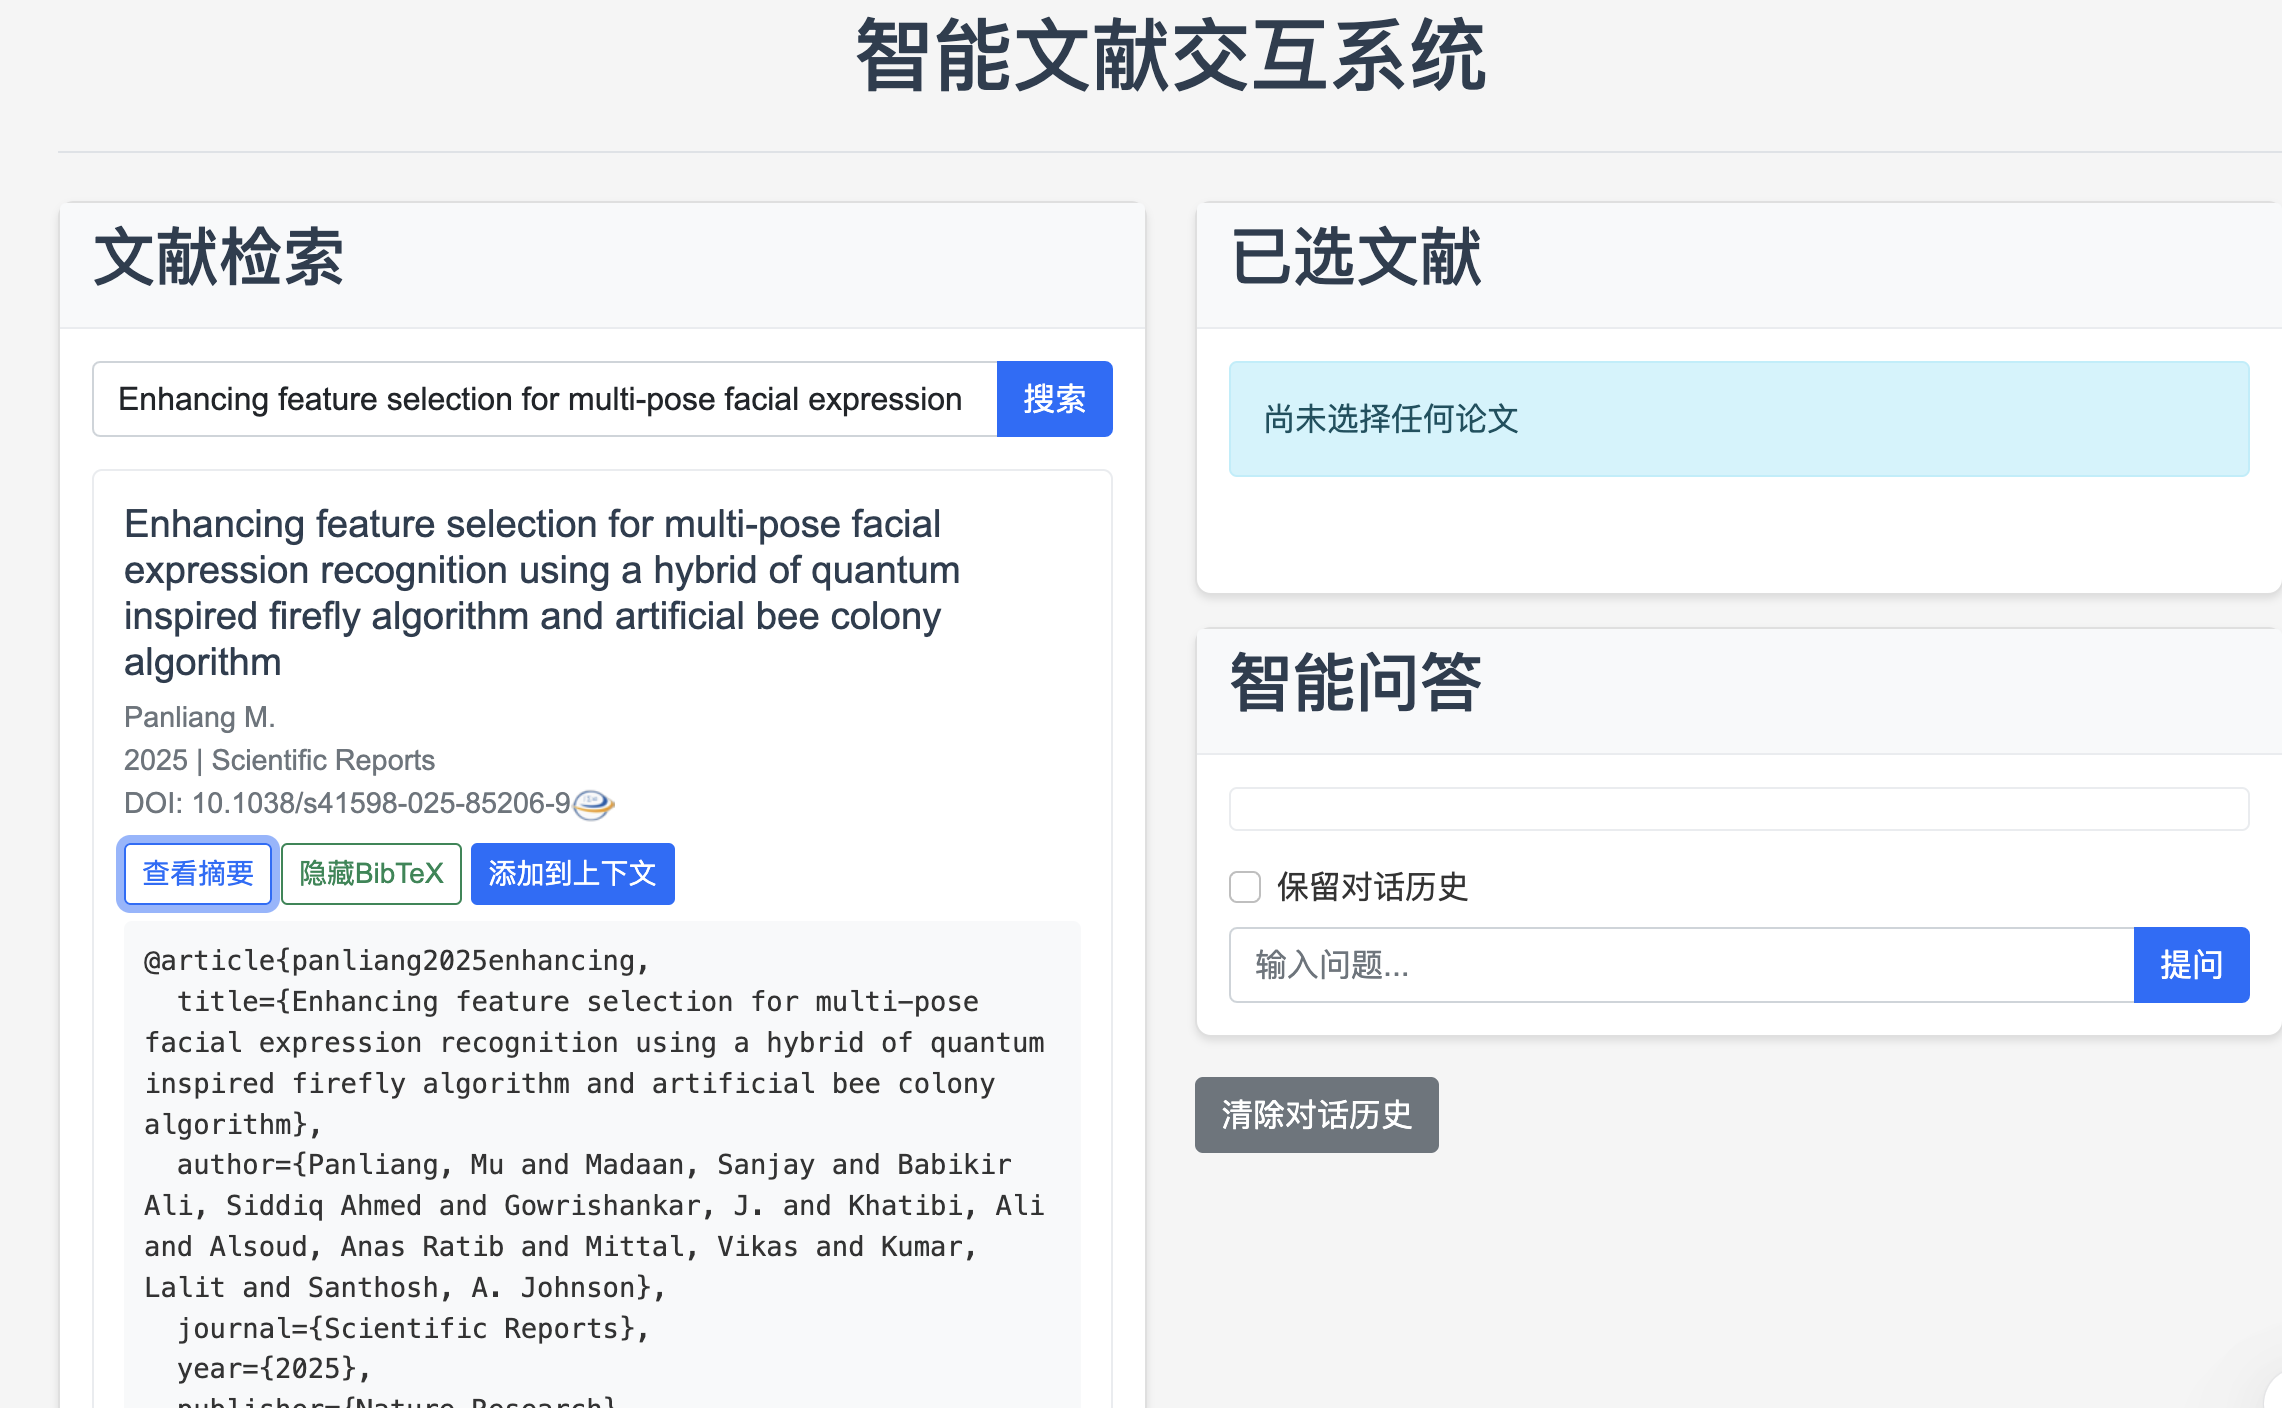 智能文献交互系统
文献检索
Enhancing feature selection for multi-pose facial expression
搜索
Enhancing feature selection for multi-pose facial
expression recognition using a hybrid of quantum
inspired firefly algorithm and artificial bee colony
algorithm
Panliang M.
2025 | Scientific Reports
DOI: 10.1038/s41598-025-85206-9
查看摘要 隐藏BibTeX 添加到上下文
@article{panliang2025enhancing,
  title={Enhancing feature selection for multi-pose
facial expression recognition using a hybrid of quantum
inspired firefly algorithm and artificial bee colony
algorithm},
  author={Panliang, Mu and Madaan, Sanjay and Babikir
Ali, Siddiq Ahmed and Gowrishankar, J. and Khatibi, Ali
and Alsoud, Anas Ratib and Mittal, Vikas and Kumar,
Lalit and Santhosh, A. Johnson},
  journal={Scientific Reports},
  year={2025},
  publisher={Nature Research}
已选文献
尚未选择任何论文
智能问答
保留对话历史
输入问题...
提问
清除对话历史